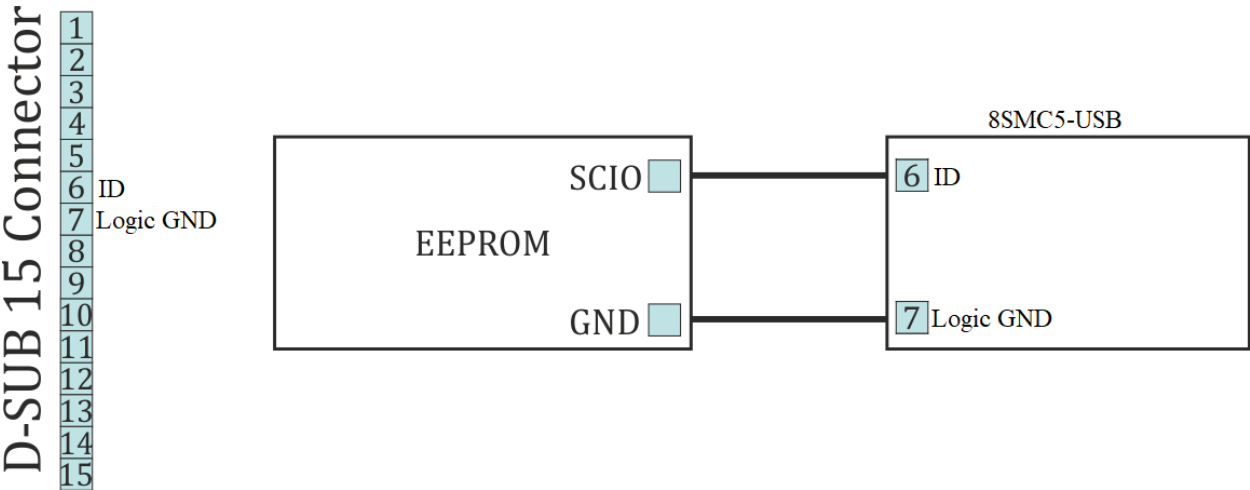 D-SUB 15 Connector
1
2
3
4
5
6 ID
7 Logic GND
8
9
10
11
12
13
14
15
EEPROM
SCIO
GND
8SMC5-USB
6 ID
7 Logic GND